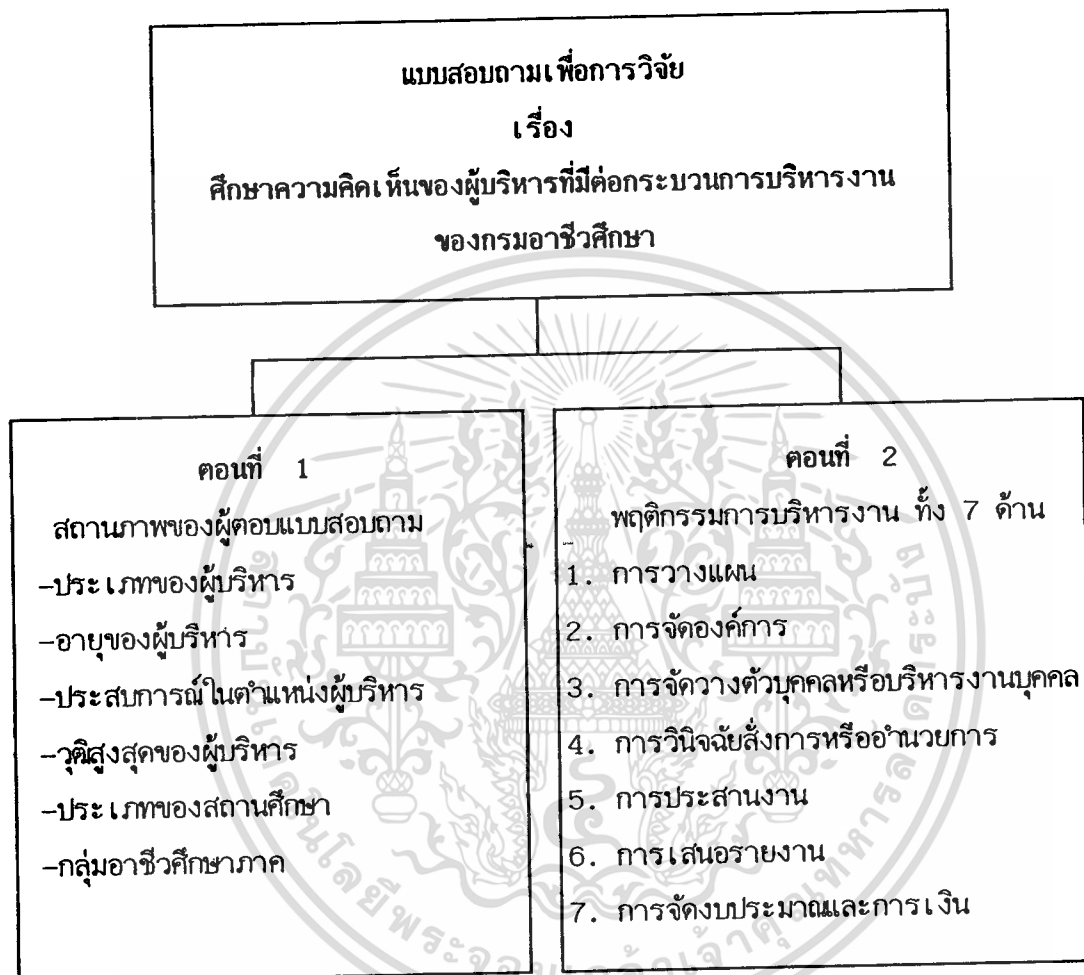 แบบสอบถามเพื่อการวิจัย
เรื่อง
ศึกษาความคิดเห็นของผู้บริหารที่มีต่อกระบวนการบริหารงาน
ของกรมอาชีวศึกษา
ตอนที่ 1
สถานภาพของผู้ตอบแบบสอบถาม
-ประเภทของผู้บริหาร
-อายุของผู้บริหาร
-ประสบการณ์ในตำแหน่งผู้บริหาร
-วุฒิสูงสุดของผู้บริหาร
-ประเภทของสถานศึกษา
-กลุ่มอาชีวศึกษาภาค
ตอนที่ 2
พฤติกรรมการบริหารงาน ทั้ง 7 ด้าน
1. การวางแผน
2. การจัดองค์การ
3. การจัดวางตัวบุคคลหรือบริหารงานบุคคล
4. การวินิจฉัยสั่งการหรืออำนวยการ
5. การประสานงาน
6. การเสนอรายงาน
7. การจัดงบประมาณและการเงิน